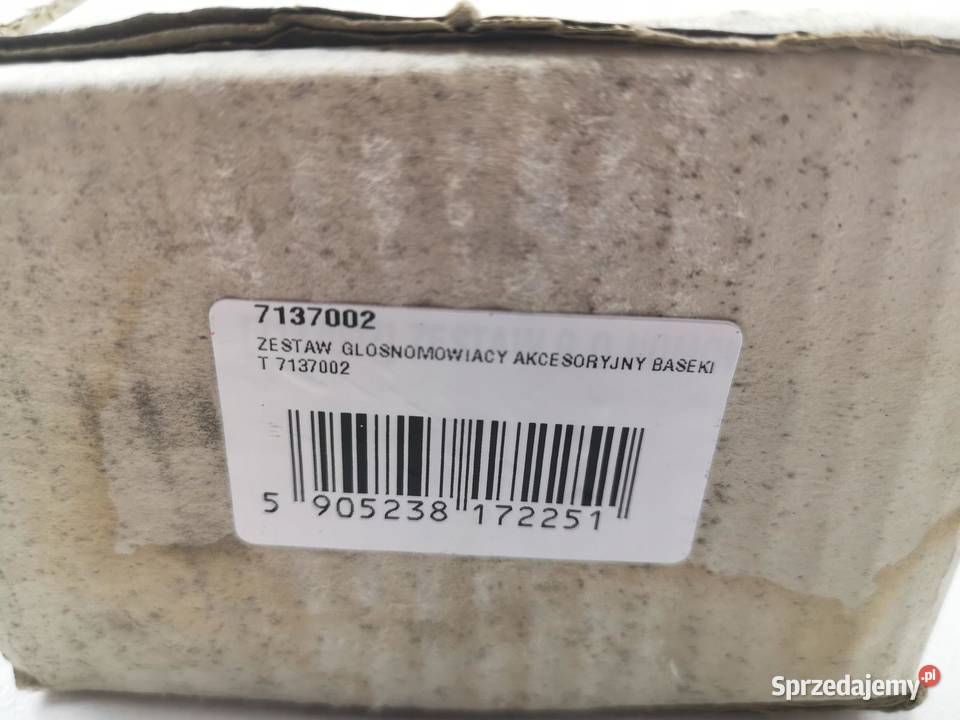 7137002
ZESTAW GLOSNOMOWIACY AKCESORYJNY BASEKI
T 7137002
5 905238 172251
Sprzedajemy.pl